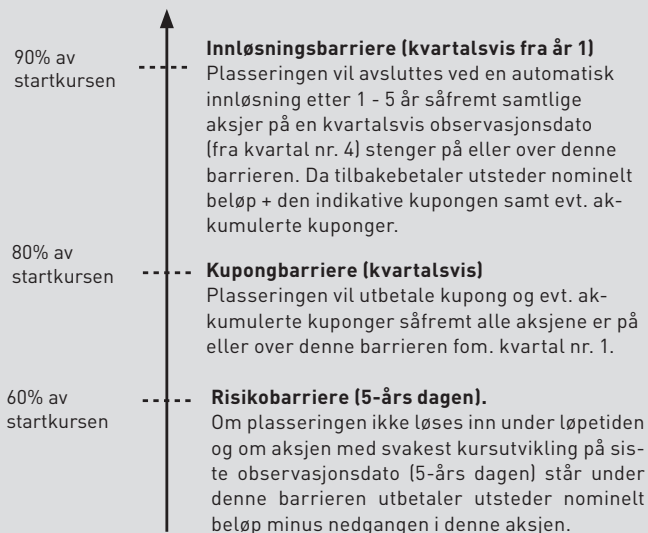 90% av
startkursen
Innløsningsbarriere (kvartalsvis fra år 1)
Plasseringen vil avsluttes ved en automatisk
innløsning etter 1 - 5 år såfremt samtlige
aksjer på en kvartalsvis observasjonsdato
(fra kvartal nr. 4) stenger på eller over denne
barrieren. Da tilbakebetaler utsteder nominelt
beløp + den indikative kupongen samt evt. ak-
kumulerte kuponger.
80% av
startkursen
Kupongbarriere (kvartalsvis)
Plasseringen vil utbetale kupong og evt. ak-
kumulerte kuponger såfremt alle aksjene er på
eller over denne barrieren fom. kvartal nr. 1.
60% av
startkursen
Risikobarriere (5-års dagen).
Om plasseringen ikke løses inn under løpetiden
og om aksjen med svakest kursutvikling på sis-
te observasjonsdato (5-års dagen) står under
denne barrieren utbetaler utsteder nominelt
beløp minus nedgangen i denne aksjen.